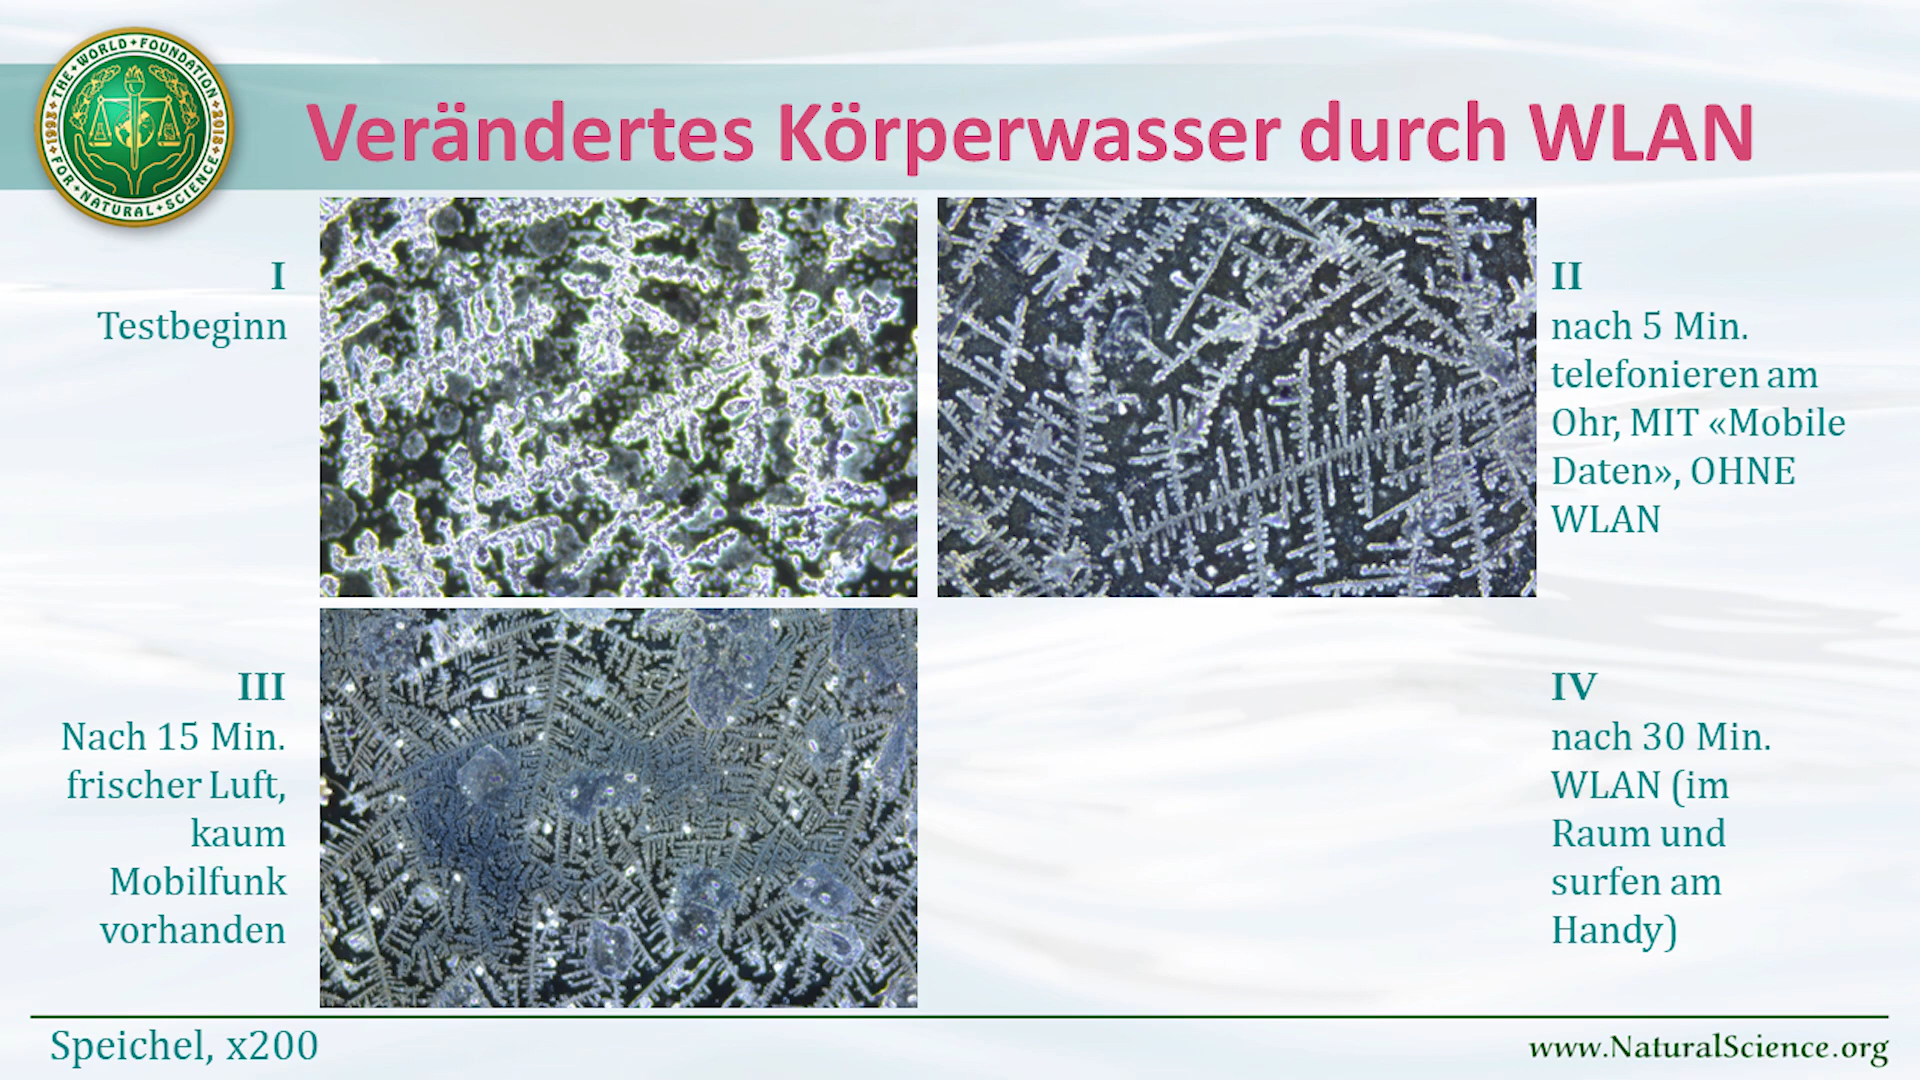 THE WORLD FOUNDATION
FOR NATURAL SCIENCE
1993
2018
Verändertes Körperwasser durch WLAN
I
Testbeginn
II
nach 5 Min.
telefonieren am
Ohr, MIT «Mobile
Daten», OHNE
WLAN
III
Nach 15 Min.
frischer Luft,
kaum
Mobilfunk
vorhanden
IV
nach 30 Min.
WLAN (im
Raum und
surfen am
Handy)
Speichel, x200
www.NaturalScience.org